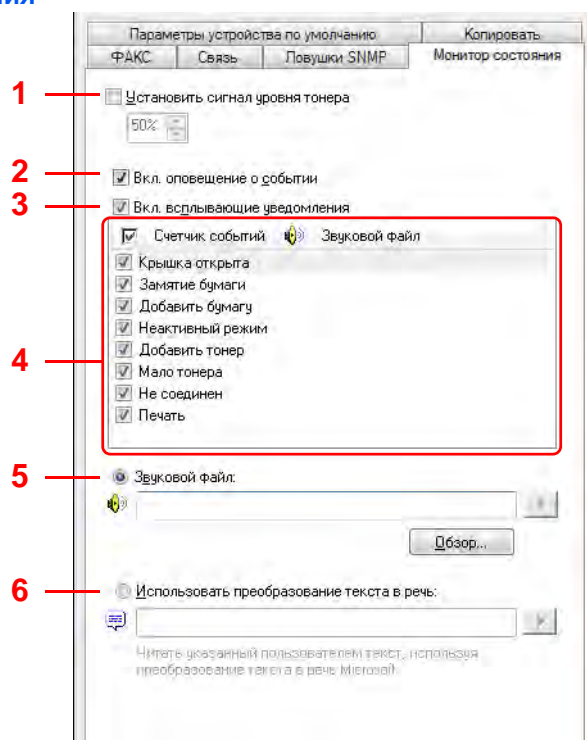 ия
Параметры устройства по умолчанию Копировать
ФАКС Связь Ловушки SNMP Монитор состояния
1 Установить сигнал уровня тонера
50%
2 Вкл. оповещение о событии
3 Вкл. всплывающие уведомления
Счетчик событий Звуковой файл
Крышка открыта
Замятие бумаги
Добавить бумагу
Неактивный режим
Добавить тонер
4 Мало тонера
Не соединен
Печать
5 Звуковой файл:
Обзор...
6 Использовать преобразование текста в речь:
Читать указанный пользователем текст, используя
преобразование текста в речь Microsoft.